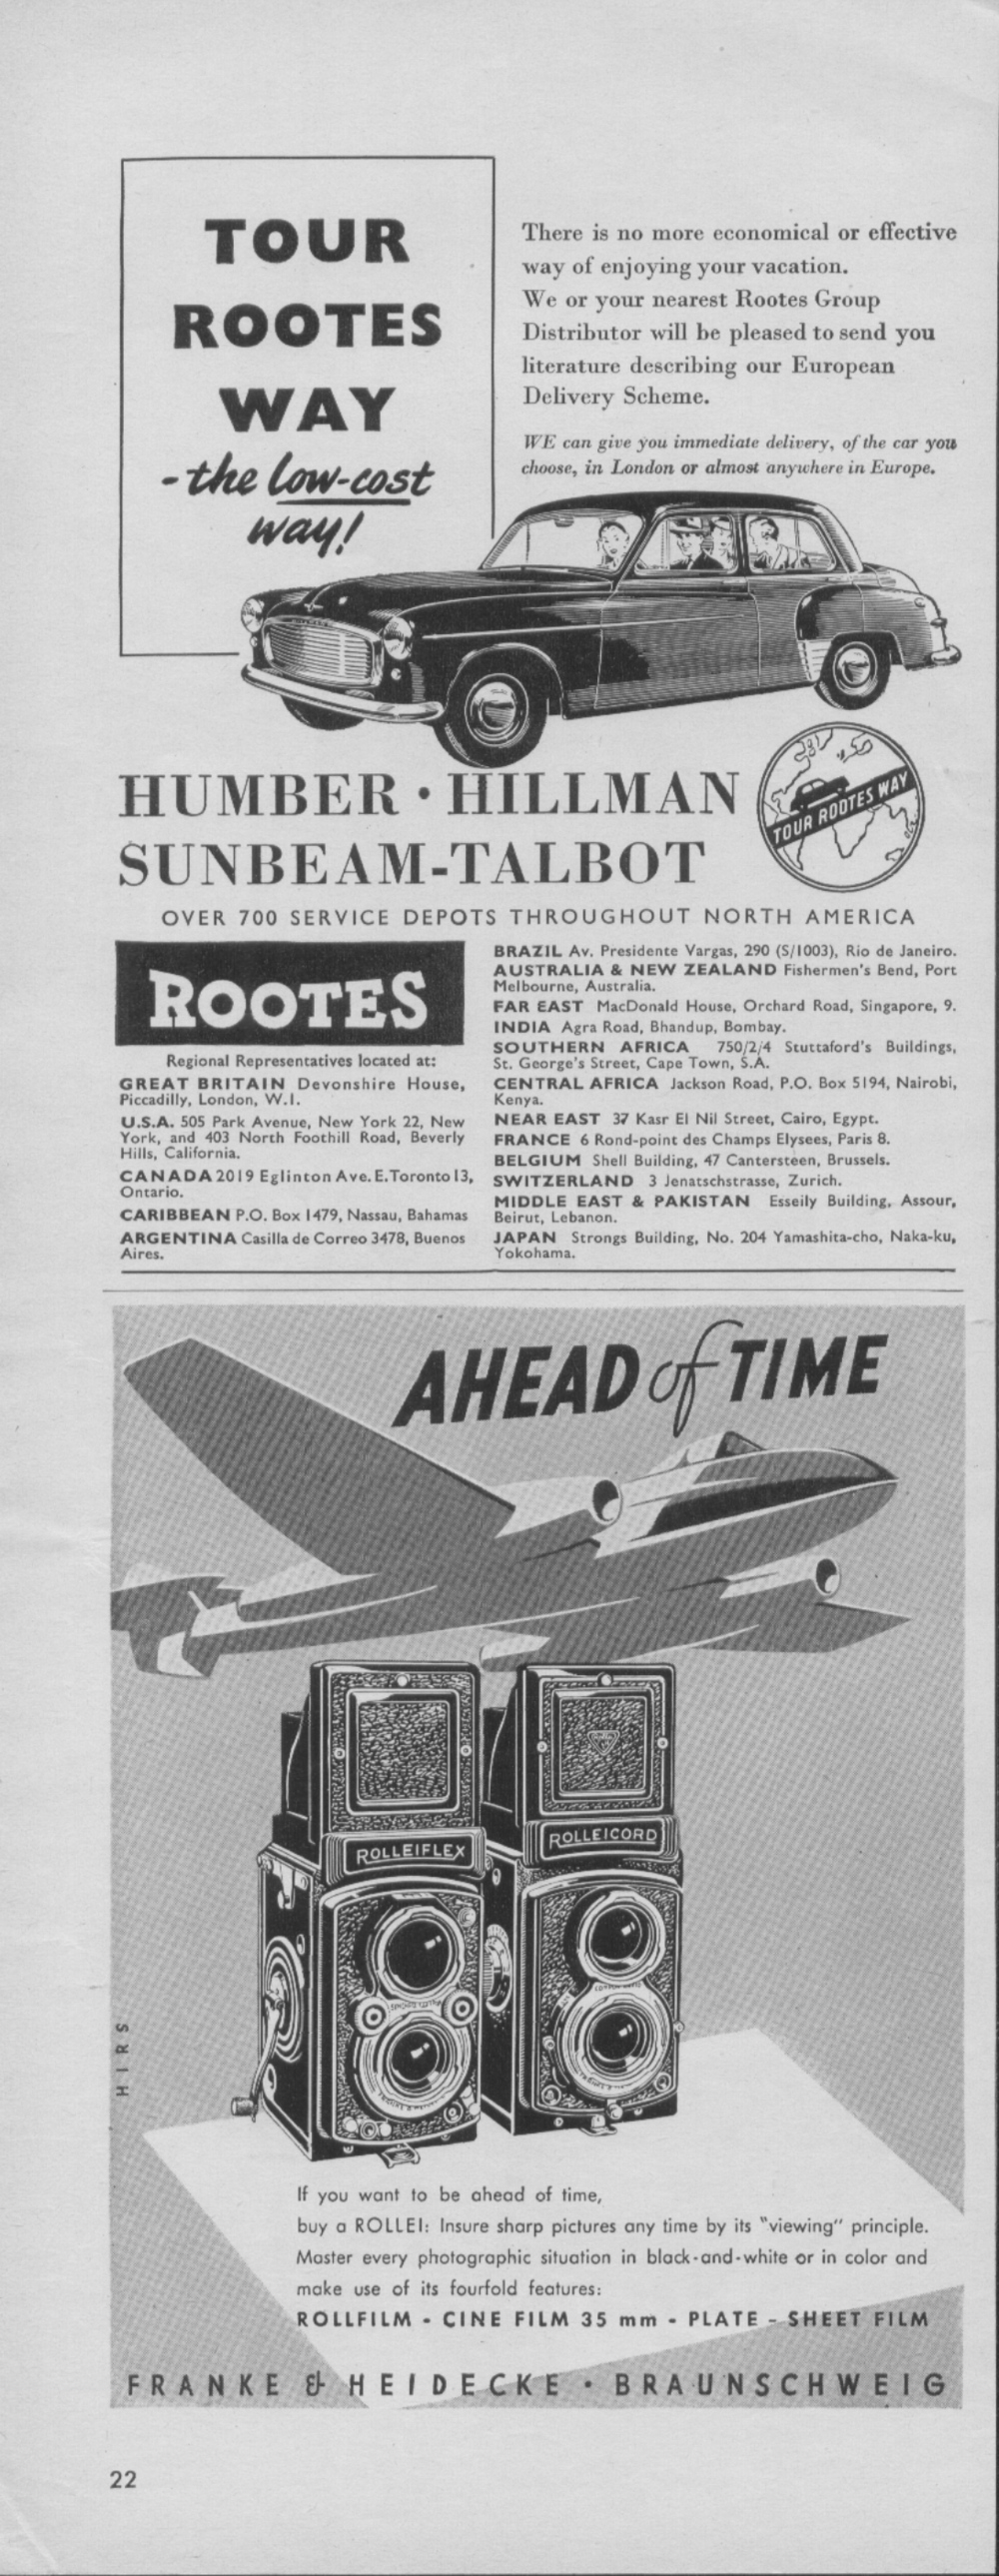 TOUR
ROOTES
WAY
- the low-cost
way!
There is no more economical or effective
way of enjoying your vacation.
We or your nearest Rootes Group
Distributor will be pleased to send you
literature describing our European
Delivery Scheme.
WE can give you immediate delivery, of the car you
choose, in London or almost anywhere in Europe.
HUMBER · HILLMAN
SUNBEAM-TALBOT
TOUR ROOTES WAY
OVER 700 SERVICE DEPOTS THROUGHOUT NORTH AMERICA
ROOTES
Regional Representatives located at:
GREAT BRITAIN Devonshire House,
Piccadilly, London, W.I.
U.S.A. 505 Park Avenue, New York 22, New
York, and 403 North Foothill Road, Beverly
Hills, California.
CANADA 2019 Eglinton Ave. E. Toronto 13,
Ontario.
CARIBBEAN P.O. Box 1479, Nassau, Bahamas
ARGENTINA Casilla de Correo 3478, Buenos
Aires.
BRAZIL Av. Presidente Vargas, 290 (S/1003), Rio de Janeiro.
AUSTRALIA & NEW ZEALAND Fishermen's Bend, Port
Melbourne, Australia.
FAR EAST MacDonald House, Orchard Road, Singapore, 9.
INDIA Agra Road, Bhandup, Bombay.
SOUTHERN AFRICA 750/2/4 Stuttaford's Buildings,
St. George's Street, Cape Town, S.A.
CENTRAL AFRICA Jackson Road, P.O. Box 5194, Nairobi,
Kenya.
NEAR EAST 37 Kasr El Nil Street, Cairo, Egypt.
FRANCE 6 Rond-point des Champs Elysees, Paris 8.
BELGIUM Shell Building, 47 Cantersteen, Brussels.
SWITZERLAND 3 Jenatschstrasse, Zurich.
MIDDLE EAST & PAKISTAN Esseily Building, Assour,
Beirut, Lebanon.
JAPAN Strongs Building, No. 204 Yamashita-cho, Naka-ku,
Yokohama.
AHEAD of TIME
ROLLEIFLEX
ROLLEICORD
HIRS
If you want to be ahead of time,
buy a ROLLEI: Insure sharp pictures any time by its "viewing" principle.
Master every photographic situation in black-and-white or in color and
make use of its fourfold features:
ROLLFILM - CINE FILM 35 mm - PLATE - SHEET FILM
FRANKE & HEIDECKE · BRAUNSCHWEIG
22